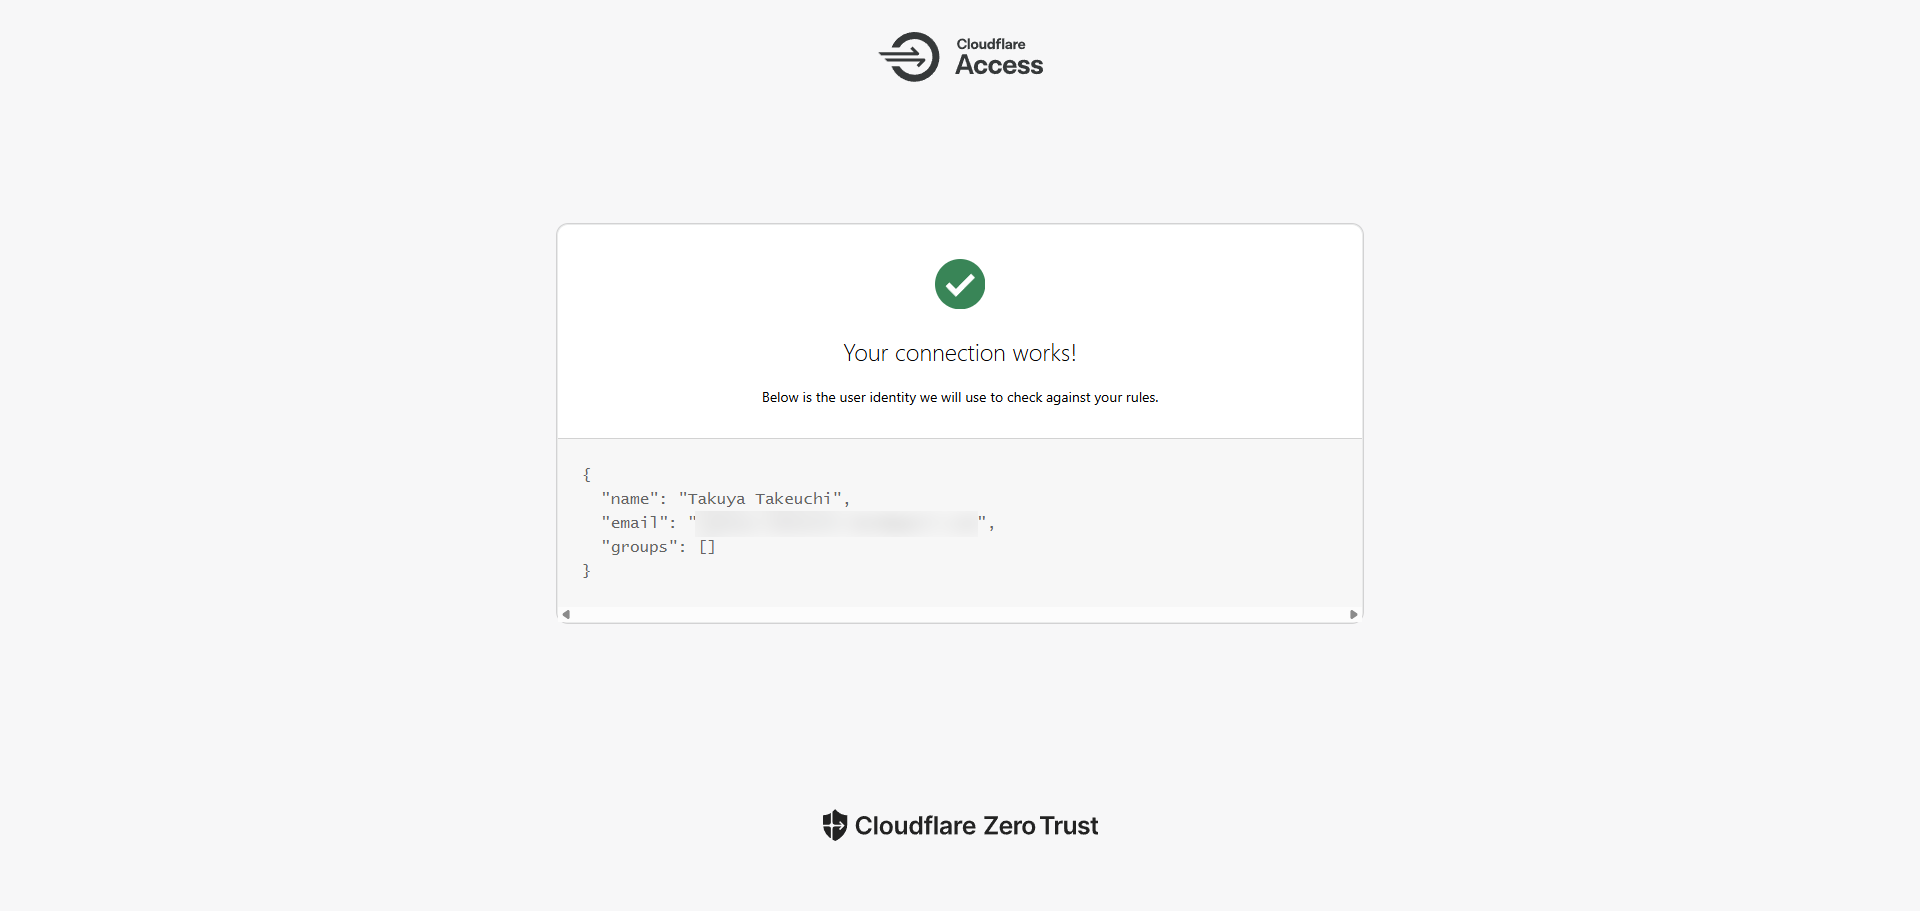 Cloudflare
Access
Your connection works!
Below is the user identity we will use to check against your rules.
{
"name": "Takuya Takeuchi",
"email": "                              ",
"groups": []
}
Cloudflare Zero Trust